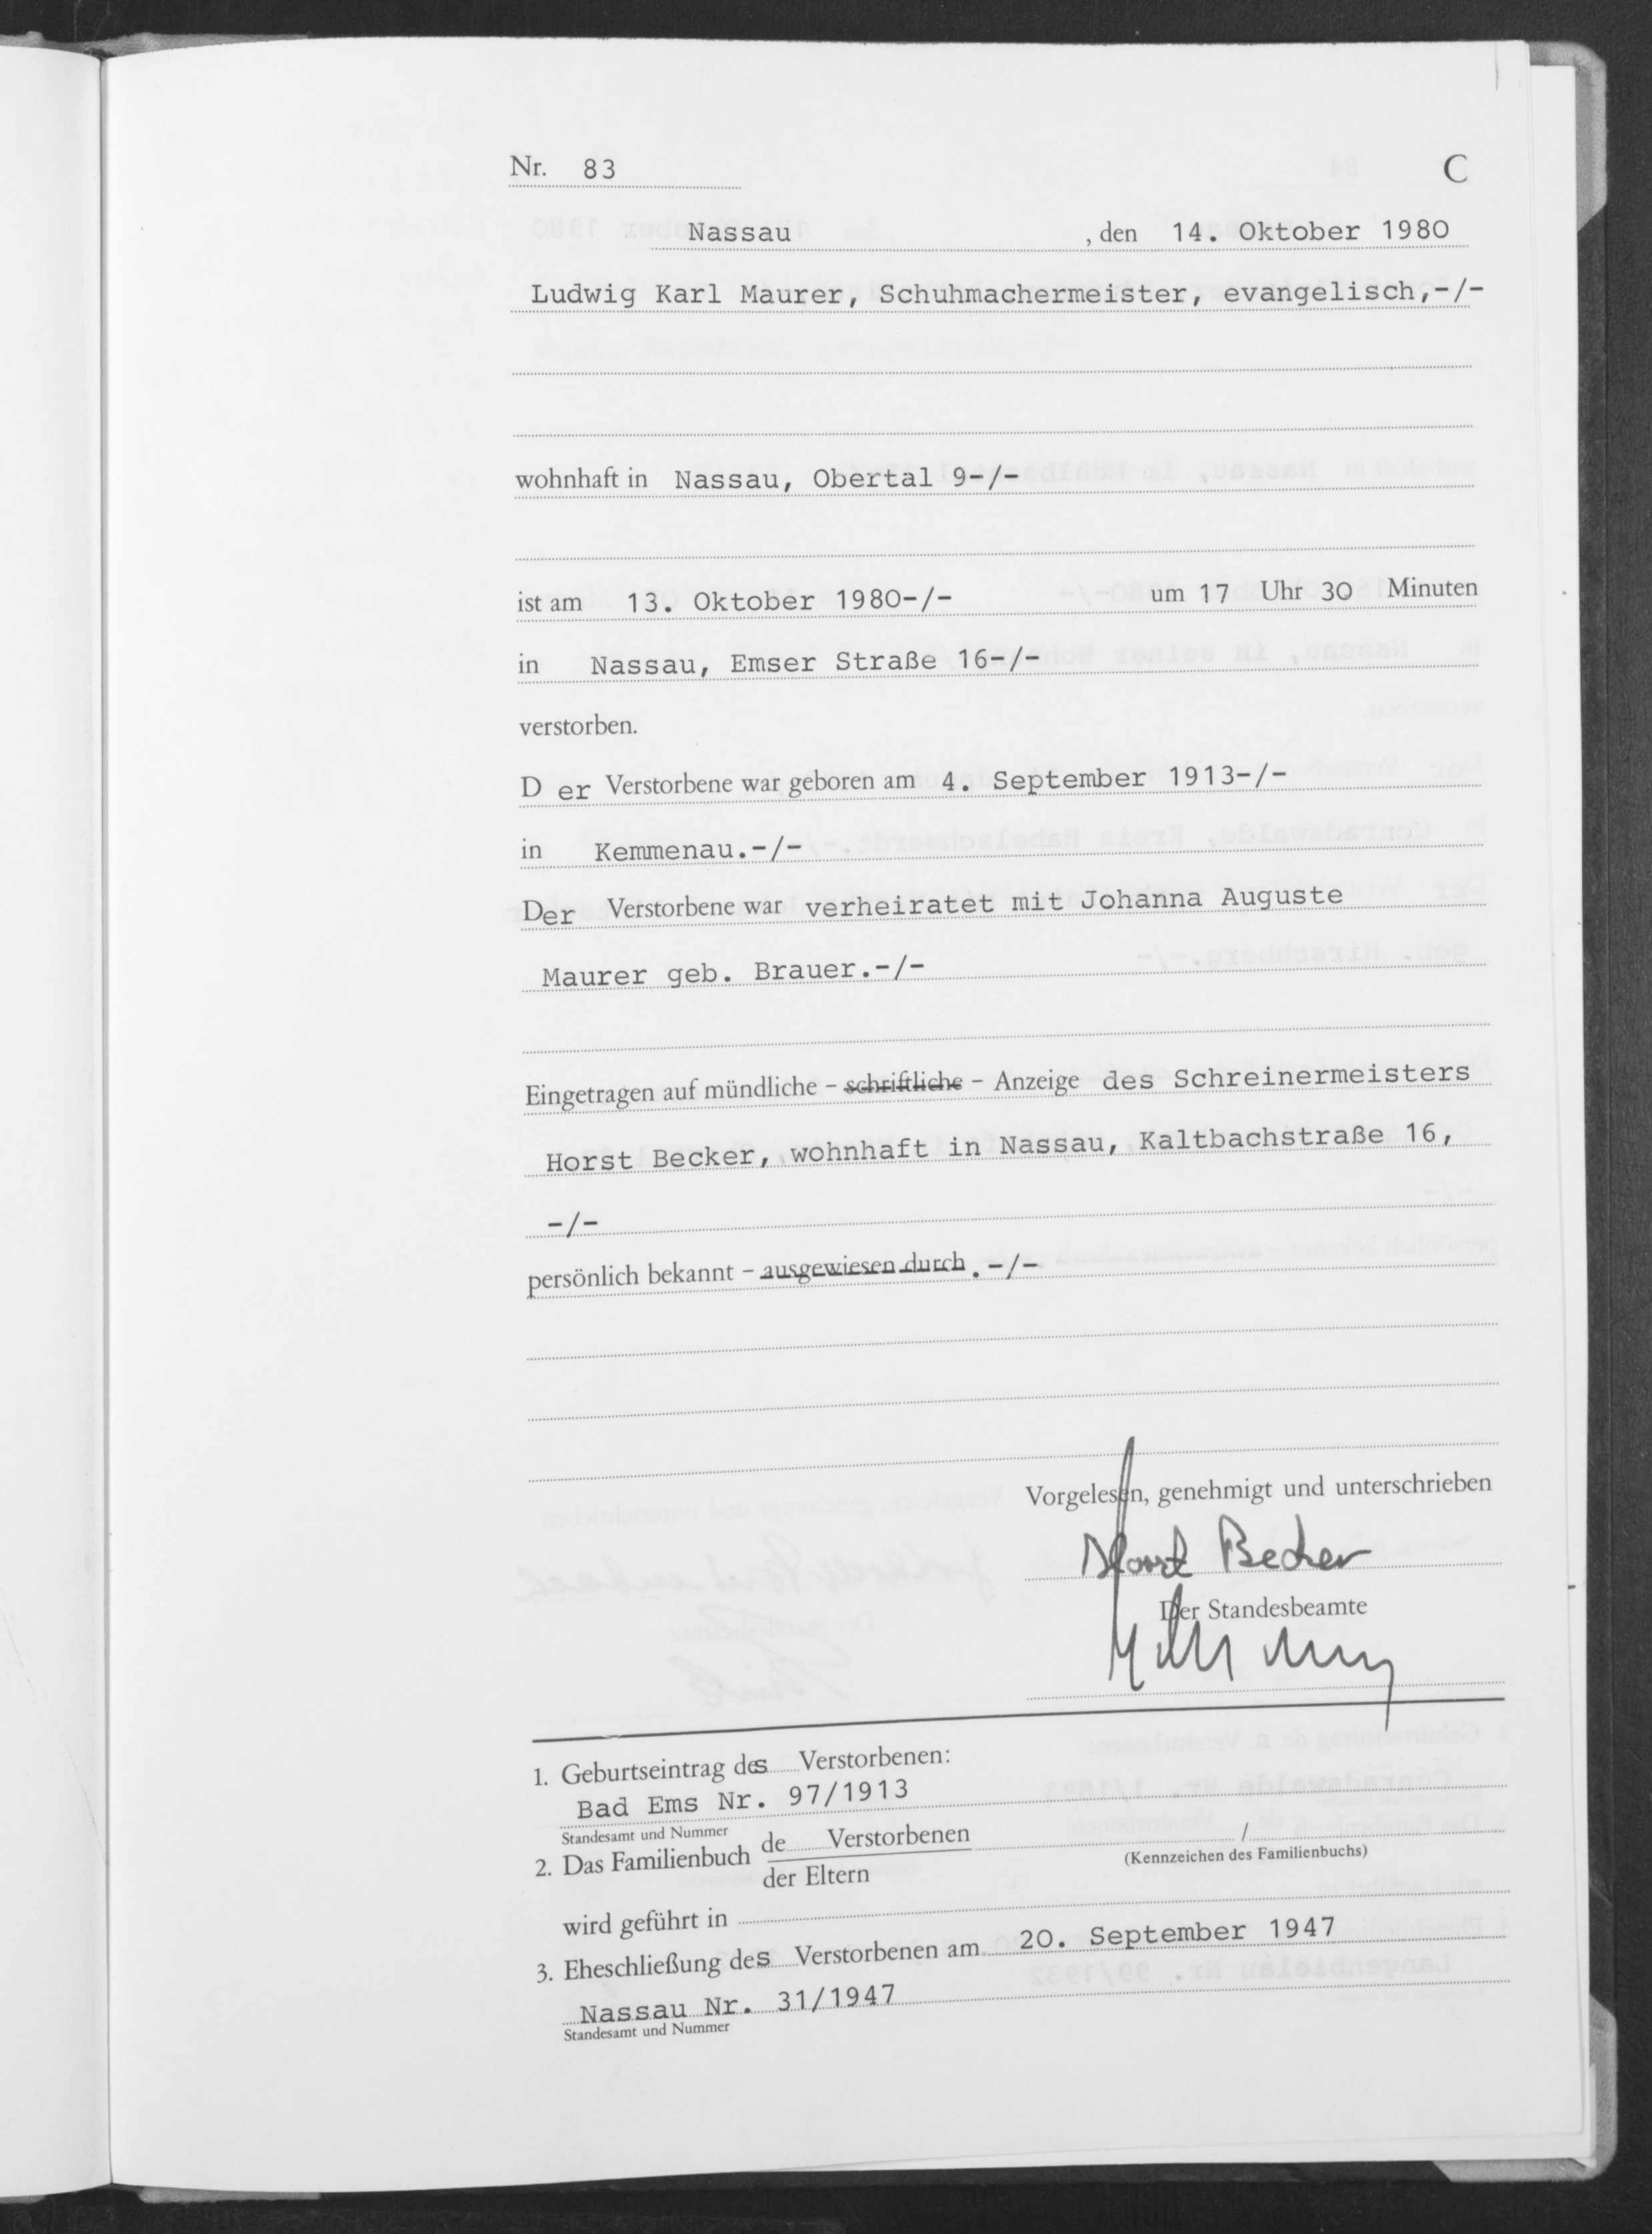 Nr. 83 C
Nassau , den 14. Oktober 1980
Ludwig Karl Maurer, Schuhmachermeister, evangelisch,-/-
wohnhaft in Nassau, Obertal 9-/-
ist am 13. Oktober 1980-/- um 17 Uhr 30 Minuten
in Nassau, Emser Straße 16-/-
verstorben.
D er Verstorbene war geboren am 4. September 1913-/-
in Kemmenau.-/-
Der Verstorbene war verheiratet mit Johanna Auguste
Maurer geb. Brauer.-/-
Eingetragen auf mündliche - schriftliche - Anzeige des Schreinermeisters
Horst Becker, wohnhaft in Nassau, Kaltbachstraße 16,
-/-
persönlich bekannt - ausgewiesen durch . -/-
Vorgelesen, genehmigt und unterschrieben
Horst Becker
Der Standesbeamte
1. Geburtseintrag des Verstorbenen:
Bad Ems Nr. 97/1913
Standesamt und Nummer
2. Das Familienbuch de Verstorbenen /
der Eltern (Kennzeichen des Familienbuchs)
wird geführt in
3. Eheschließung des Verstorbenen am 20. September 1947
Nassau Nr. 31/1947
Standesamt und Nummer